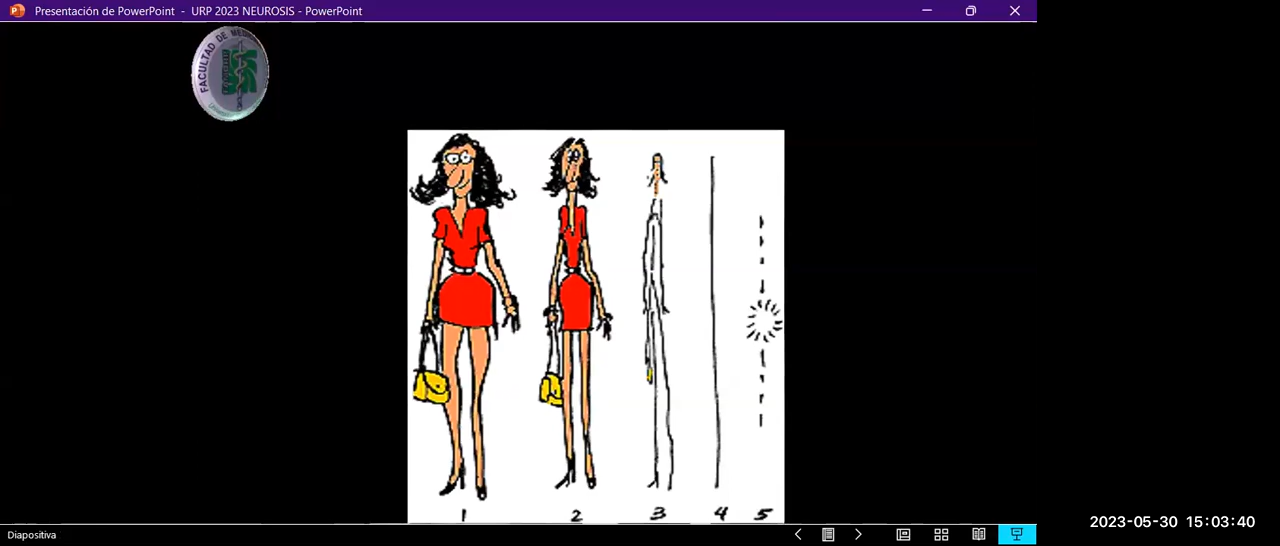 Presentación de PowerPoint - URP 2023 NEUROSIS - PowerPoint
FACULTAD DE
1 2 3 4 5
2023-05-30 15:03:40
Diapositiva